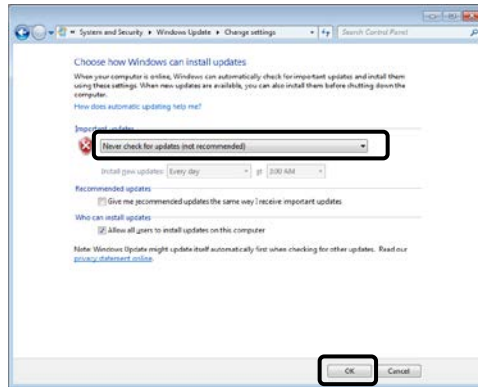 System and Security ▸ Windows Update ▸ Change settings
Search Control Panel
Choose how Windows can install updates
When your computer is online, Windows can automatically check for important updates and install them
using these settings. When new updates are available, you can also install them before shutting down the
computer.
How does automatic updating help me?
Important updates
Never check for updates (not recommended)
Install new updates: Every day at 3:00 AM
Recommended updates
Give me recommended updates the same way I receive important updates
Who can install updates
Allow all users to install updates on this computer
Note: Windows Update might update itself automatically first when checking for other updates. Read our
privacy statement online.
OK Cancel